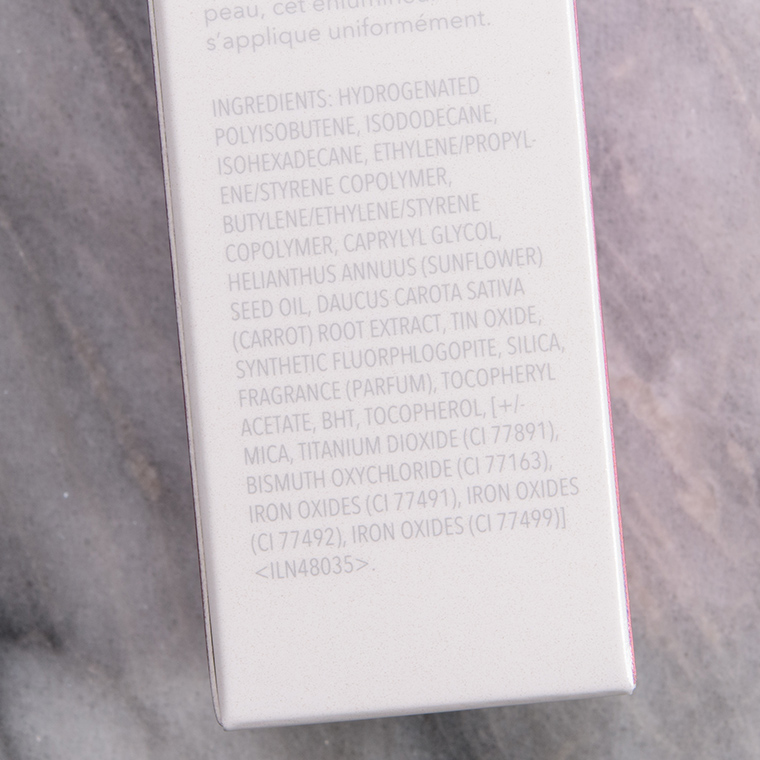 peau, cet enlumineur
s'applique uniformément.
INGREDIENTS: HYDROGENATED
POLYISOBUTENE, ISODODECANE,
ISOHEXADECANE, ETHYLENE/PROPYL-
ENE/STYRENE COPOLYMER,
BUTYLENE/ETHYLENE/STYRENE
COPOLYMER, CAPRYLYL GLYCOL,
HELIANTHUS ANNUUS (SUNFLOWER)
SEED OIL, DAUCUS CAROTA SATIVA
(CARROT) ROOT EXTRACT, TIN OXIDE,
SYNTHETIC FLUORPHLOGOPITE, SILICA,
FRAGRANCE (PARFUM), TOCOPHERYL
ACETATE, BHT, TOCOPHEROL, [+/-
MICA, TITANIUM DIOXIDE (CI 77891),
BISMUTH OXYCHLORIDE (CI 77163),
IRON OXIDES (CI 77491), IRON OXIDES
(CI 77492), IRON OXIDES (CI 77499)]
<ILN48035>.